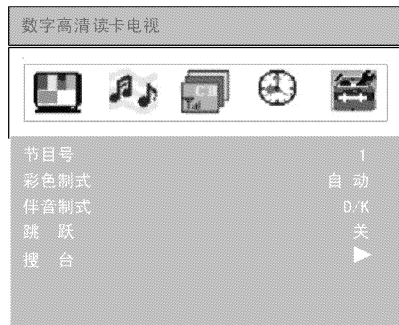 数字高清读卡电视
节目号 1
彩色制式 自 动
伴音制式 D/K
跳 跃 关
搜 台 ▶